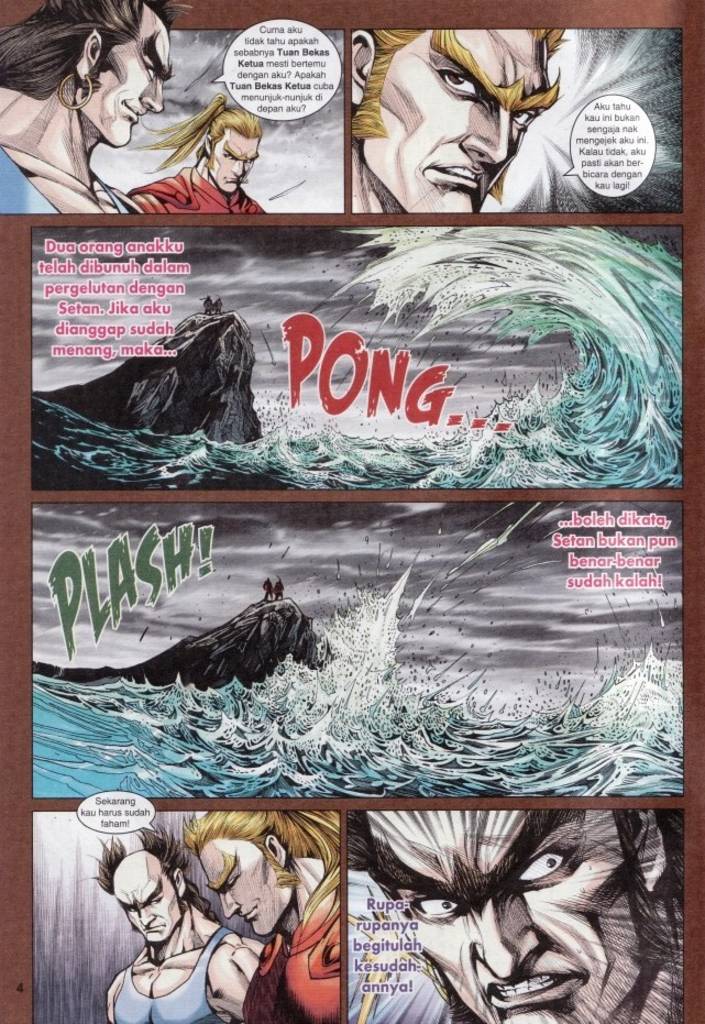 Cuma aku
tidak tahu apakah
sebabnya Tuan Bekas
Ketua mesti bertemu
dengan aku? Apakah
Tuan Bekas Ketua cuba
menunjuk-nunjuk di
depan aku?
Aku tahu
kau ini bukan
sengaja nak
mengejek aku ini.
Kalau tidak, aku
pasti akan ber-
bicara dengan
kau lagi!
Dua orang anakku
telah dibunuh dalam
pergelutan dengan
Setan. Jika aku
dianggap sudah
menang, maka...
PONG...
PLASH!
...boleh dikata,
Setan bukan pun
benar-benar
sudah kalah!
Sekarang
kau harus sudah
faham!
Rupa-
rupanya
begitulah
kesudah-
annya!
4